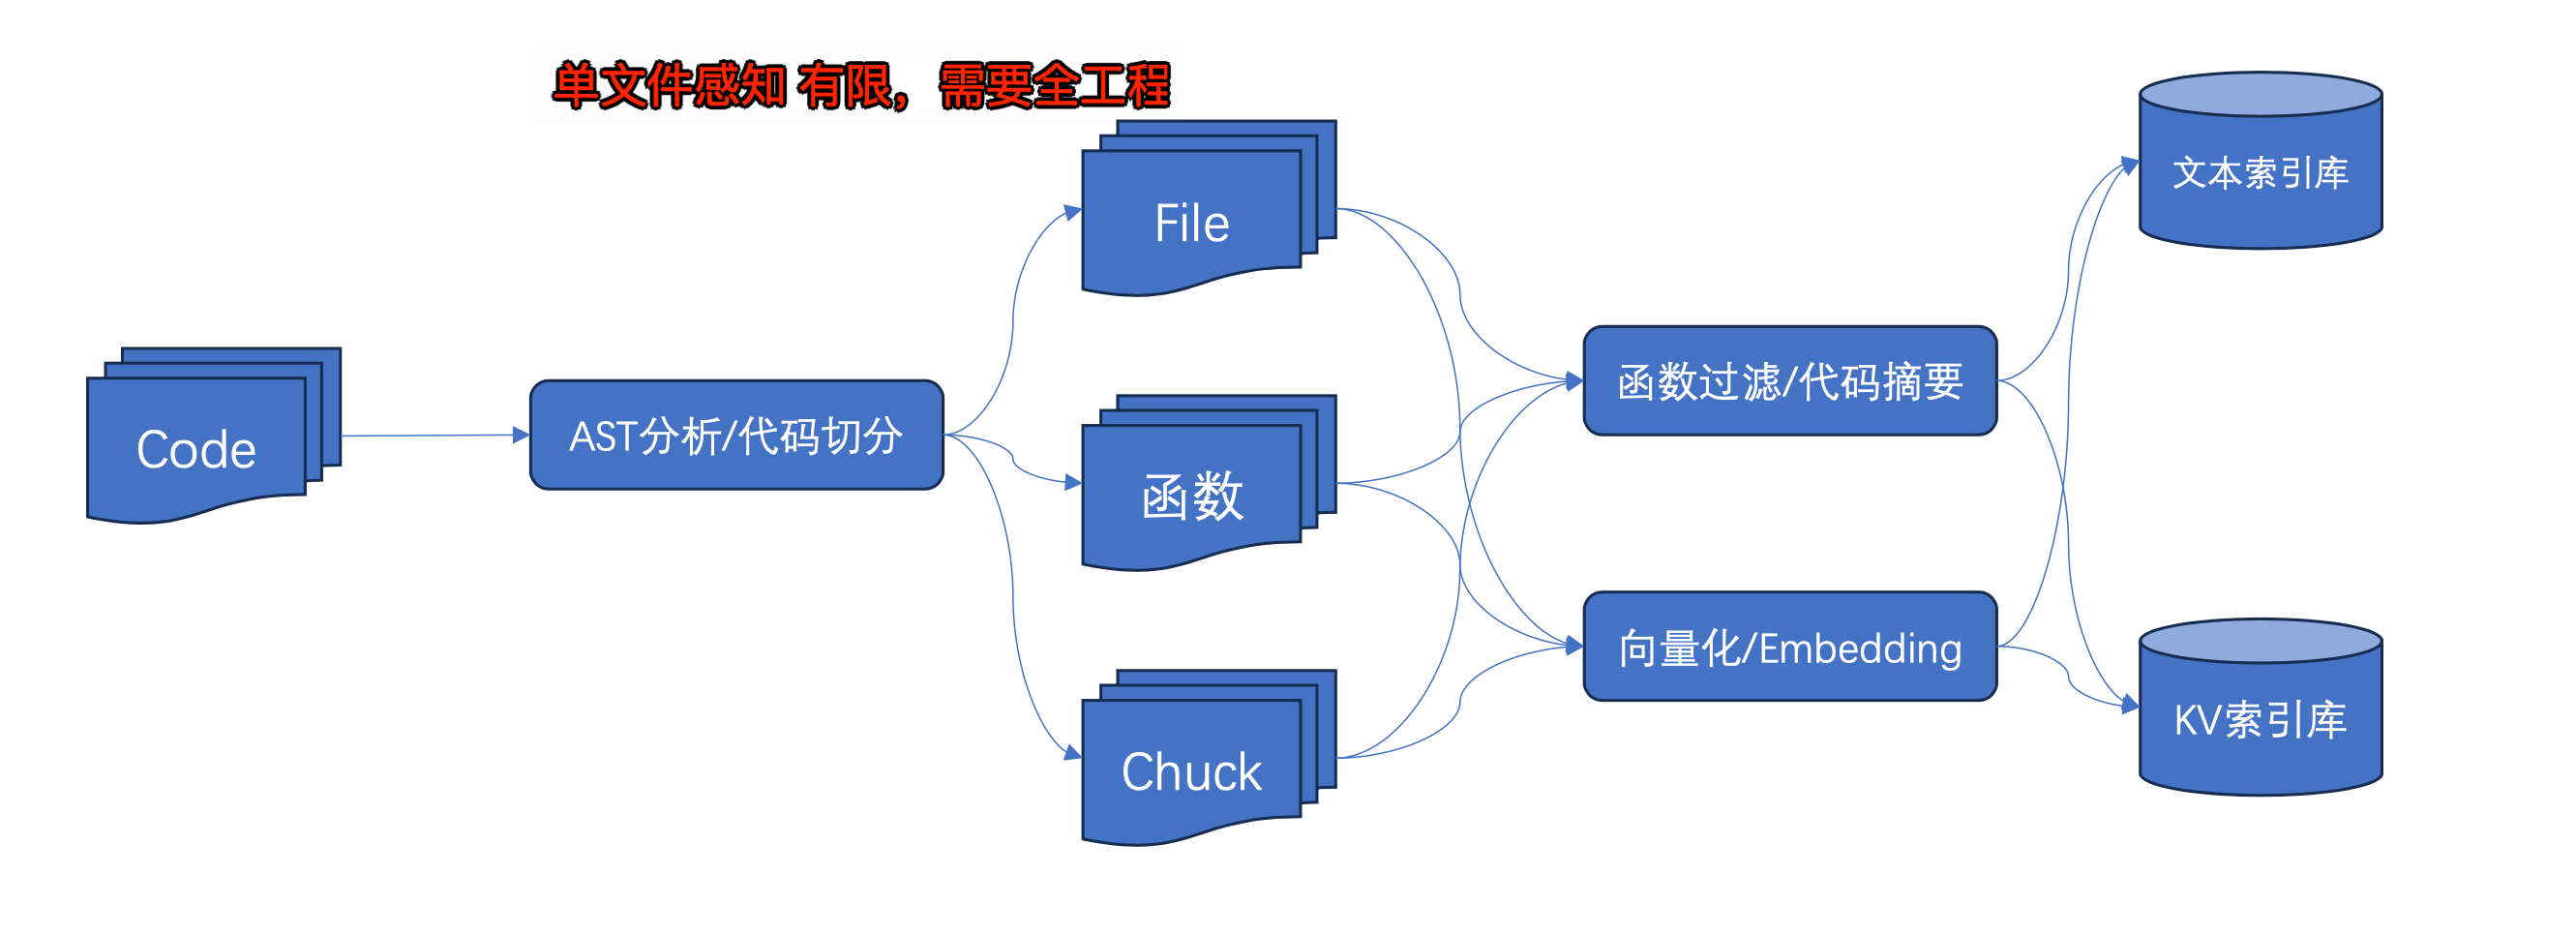 单文件感知 有限，需要全工程
Code
AST分析/代码切分
File
函数
Chuck
函数过滤/代码摘要
向量化/Embedding
文本索引库
KV索引库